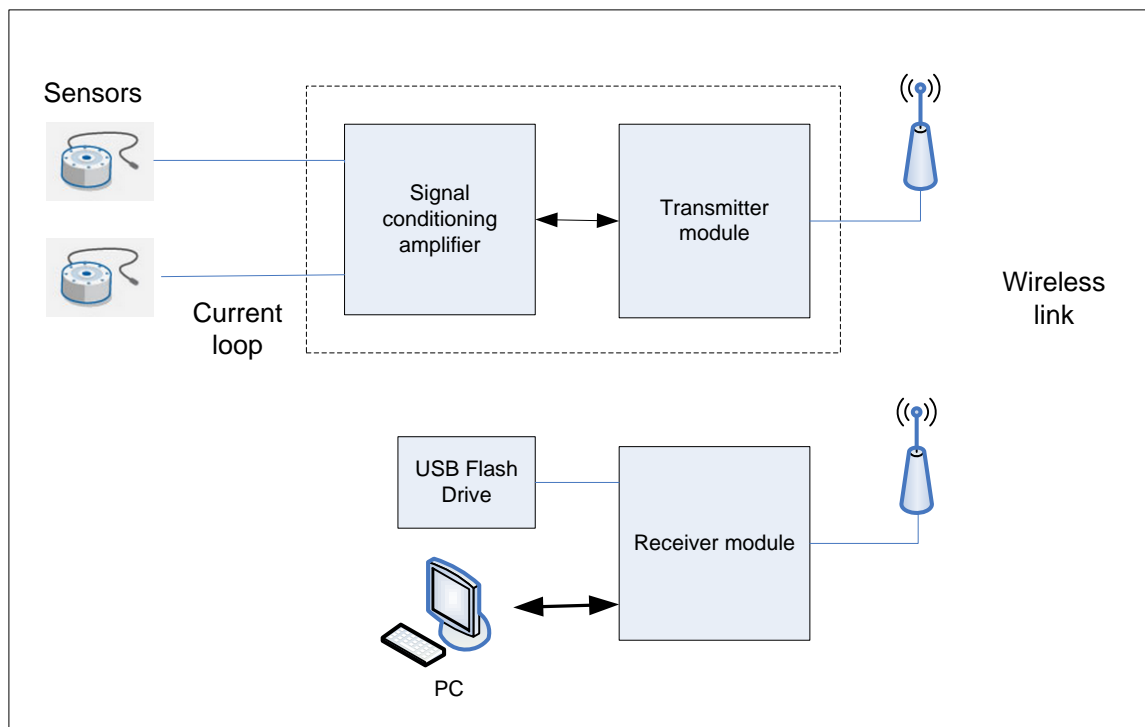 Sensors
Signal
conditioning
amplifier
Transmitter
module
Current
loop
Wireless
link
USB Flash
Drive
Receiver module
PC